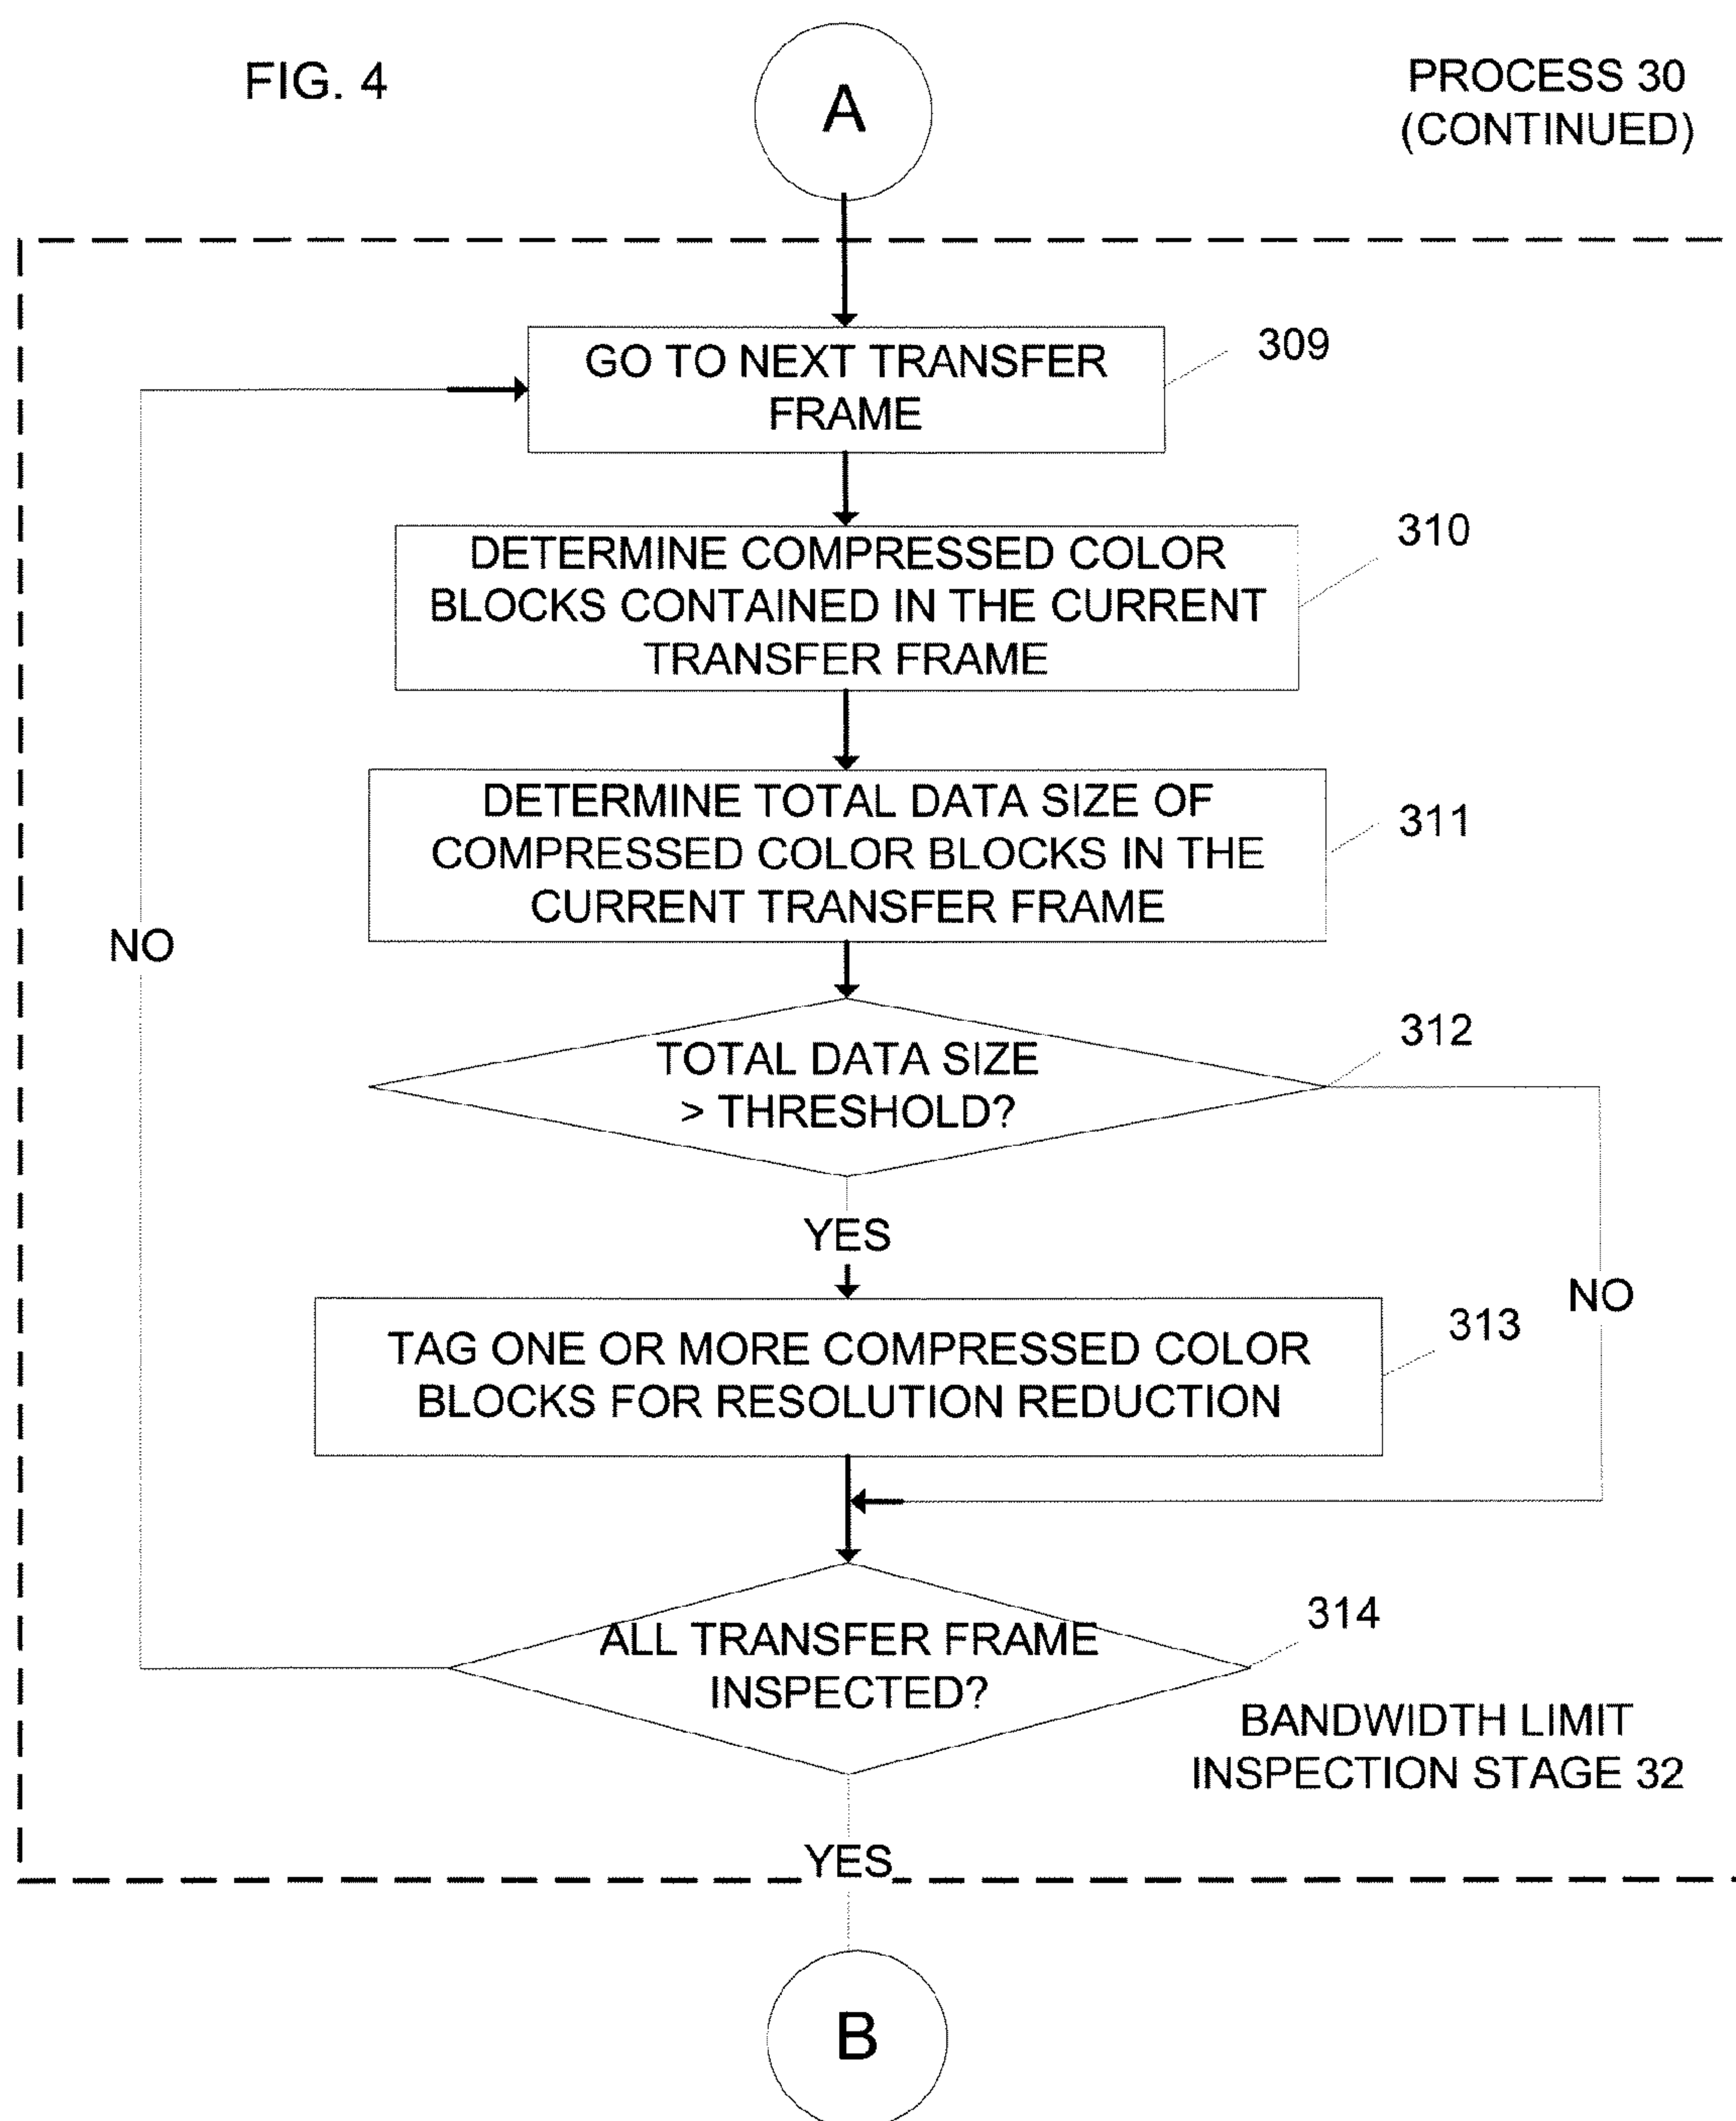 FIG. 4
A
PROCESS 30
(CONTINUED)
GO TO NEXT TRANSFER
FRAME
309
DETERMINE COMPRESSED COLOR
BLOCKS CONTAINED IN THE CURRENT
TRANSFER FRAME
310
DETERMINE TOTAL DATA SIZE OF
COMPRESSED COLOR BLOCKS IN THE
CURRENT TRANSFER FRAME
311
NO
TOTAL DATA SIZE
> THRESHOLD?
312
YES
NO
TAG ONE OR MORE COMPRESSED COLOR
BLOCKS FOR RESOLUTION REDUCTION
313
ALL TRANSFER FRAME
INSPECTED?
314
BANDWIDTH LIMIT
INSPECTION STAGE 32
YES
B